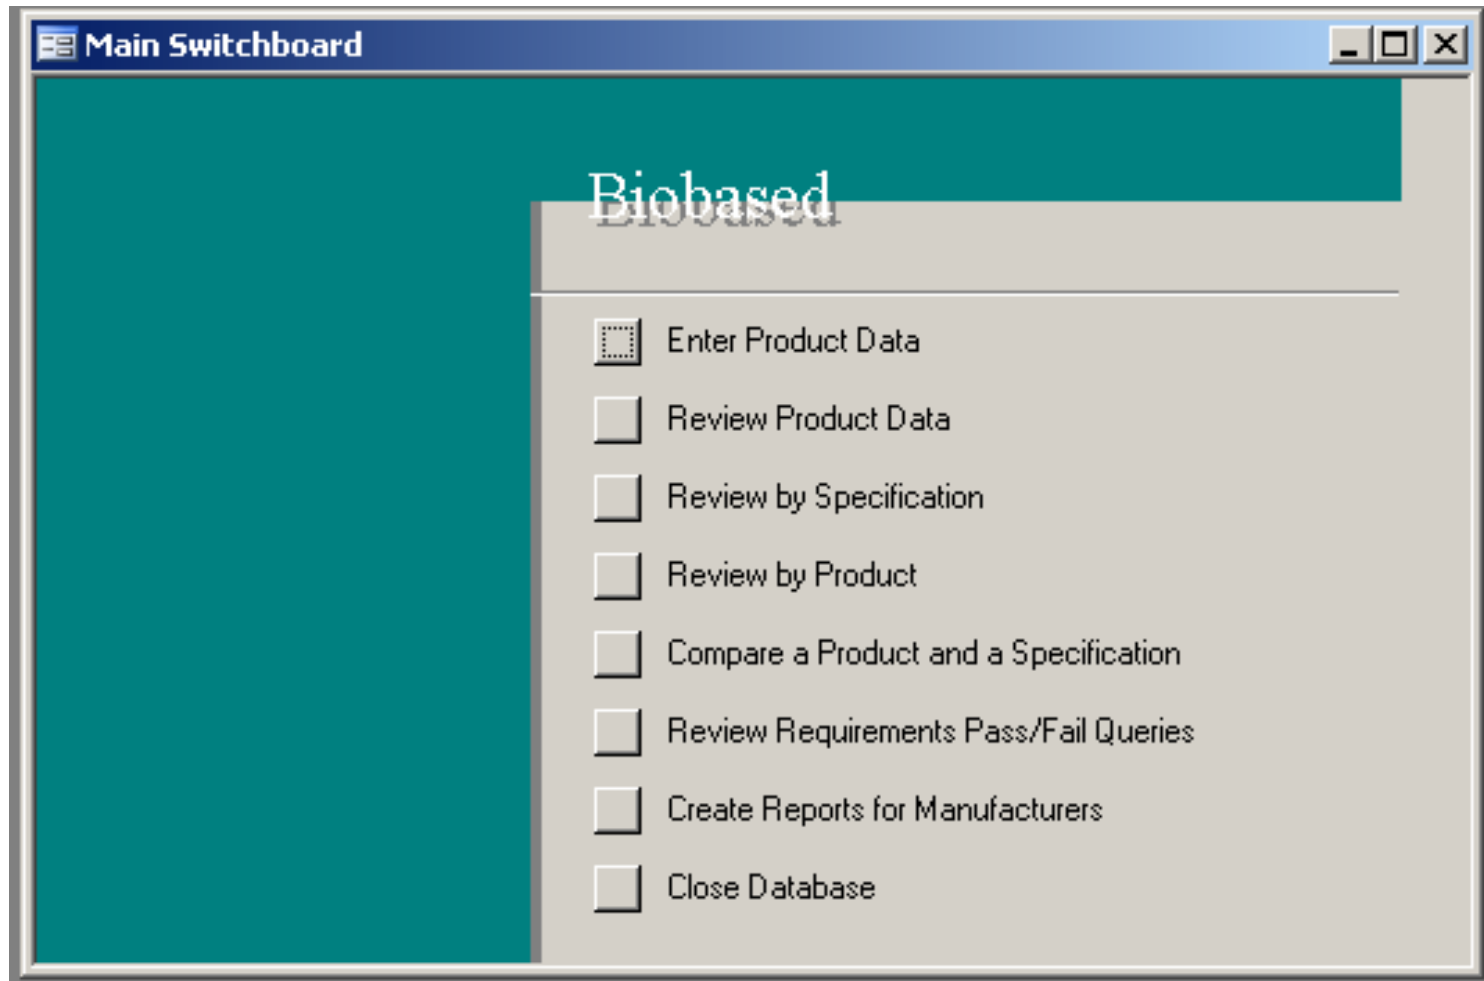 Main Switchboard
Biobased
Enter Product Data
Review Product Data
Review by Specification
Review by Product
Compare a Product and a Specification
Review Requirements Pass/Fail Queries
Create Reports for Manufacturers
Close Database